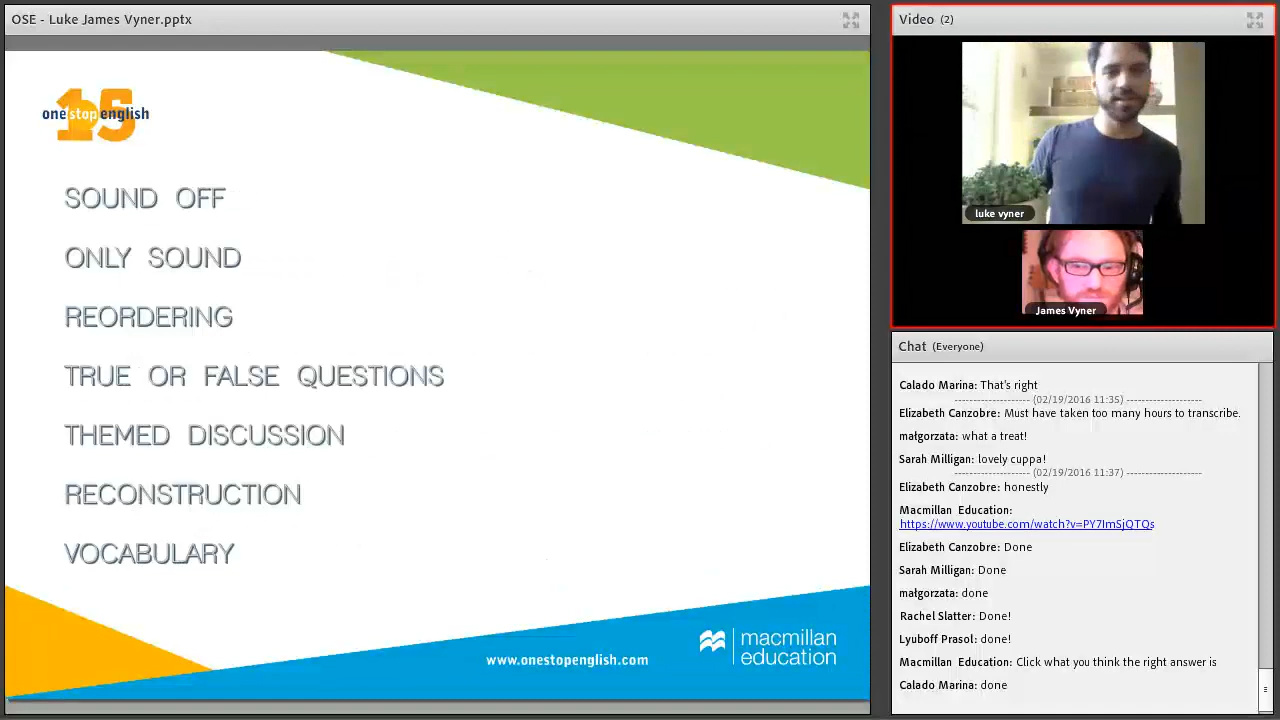 OSE - Luke James Vyner.pptx
15
one stop english
SOUND OFF
ONLY SOUND
REORDERING
TRUE OR FALSE QUESTIONS
THEMED DISCUSSION
RECONSTRUCTION
VOCABULARY
www.onestopenglish.com
macmillan
education
Video (2)
luke vyner
James Vyner
Chat (Everyone)
Calado Marina: That's right
------------------- (02/19/2016 11:35) -------------------
Elizabeth Canzobre: Must have taken too many hours to transcribe.
małgorzata: what a treat!
Sarah Milligan: lovely cuppa!
------------------- (02/19/2016 11:37) -------------------
Elizabeth Canzobre: honestly
Macmillan Education:
https://www.youtube.com/watch?v=PY7ImSjQTQs
Elizabeth Canzobre: Done
Sarah Milligan: Done
małgorzata: done
Rachel Slatter: Done!
Lyuboff Prasol: done!
Macmillan Education: Click what you think the right answer is
Calado Marina: done